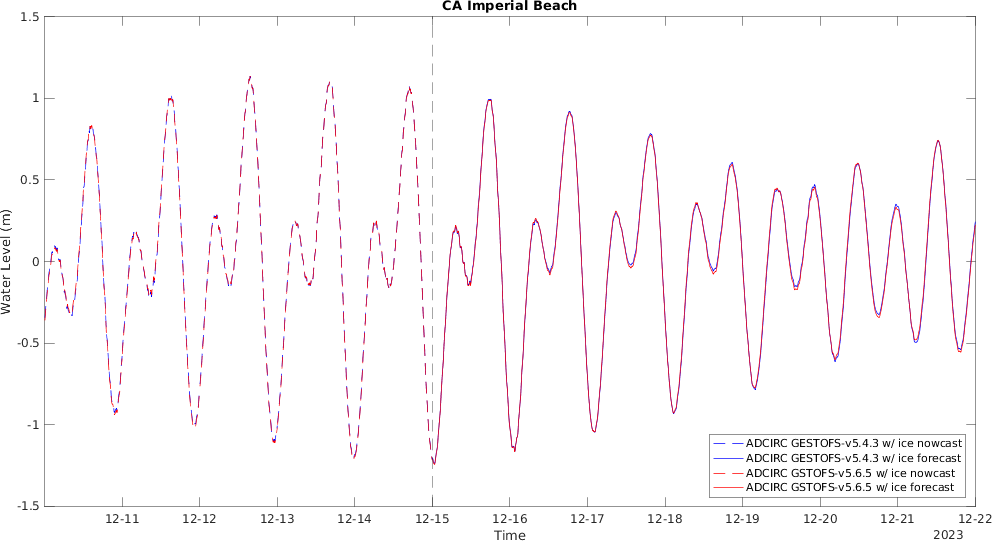 CA Imperial Beach
1.5
1
0.5
0
-0.5
-1
-1.5
Water Level (m)
12-11 12-12 12-13 12-14 12-15 12-16 12-17 12-18 12-19 12-20 12-21 12-22
Time
2023
ADCIRC GESTOFS-v5.4.3 w/ ice nowcast
ADCIRC GESTOFS-v5.4.3 w/ ice forecast
ADCIRC GSTOFS-v5.6.5 w/ ice nowcast
ADCIRC GSTOFS-v5.6.5 w/ ice forecast